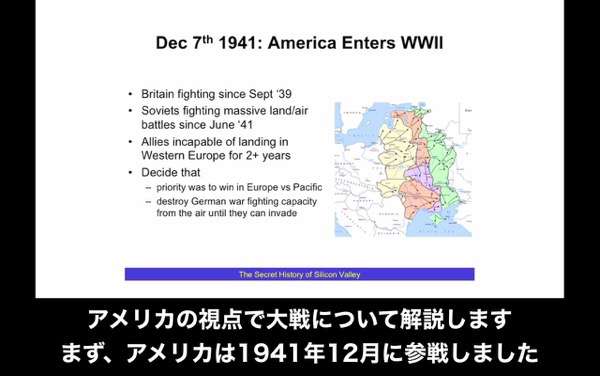 Dec 7th 1941: America Enters WWII
• Britain fighting since Sept ‘39
• Soviets fighting massive land/air
battles since June ‘41
• Allies incapable of landing in
Western Europe for 2+ years
• Decide that
– priority was to win in Europe vs Pacific
– destroy German war fighting capacity
from the air until they can invade
The Secret History of Silicon Valley
アメリカの視点で大戦について解説します
まず、アメリカは1941年12月に参戦しました